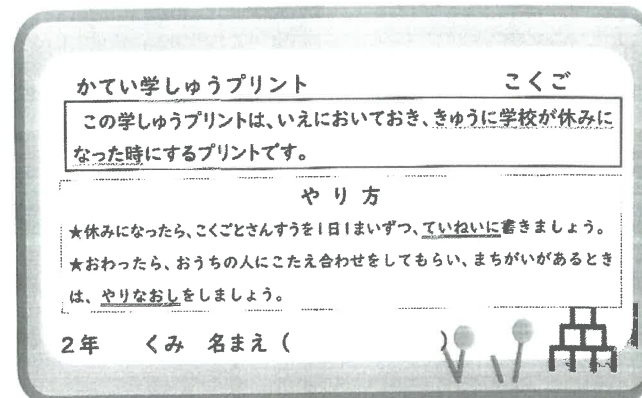 かてい学しゅうプリント　こくご
この学しゅうプリントは、いえにおいておき、きゅうに学校が休みに
なった時にするプリントです。
やり方
★休みになったら、こくごとさんすうを1日1まいずつ、ていねいに書きましょう。
★おわったら、おうちの人にこたえ合わせをしてもらい、まちがいがあるとき
は、やりなおしをしましょう。
2年　くみ　名まえ（　）